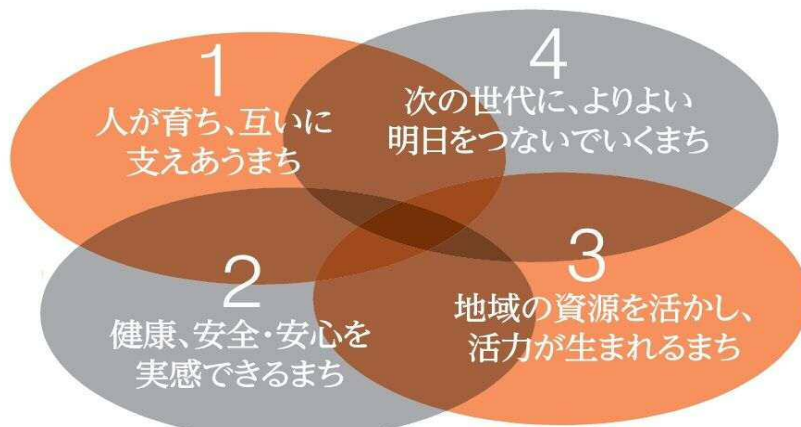 1
人が育ち、互いに
支えあうまち
2
健康、安全・安心を
実感できるまち
3
地域の資源を活かし、
活力が生まれるまち
4
次の世代に、よりよい
明日をつないでいくまち